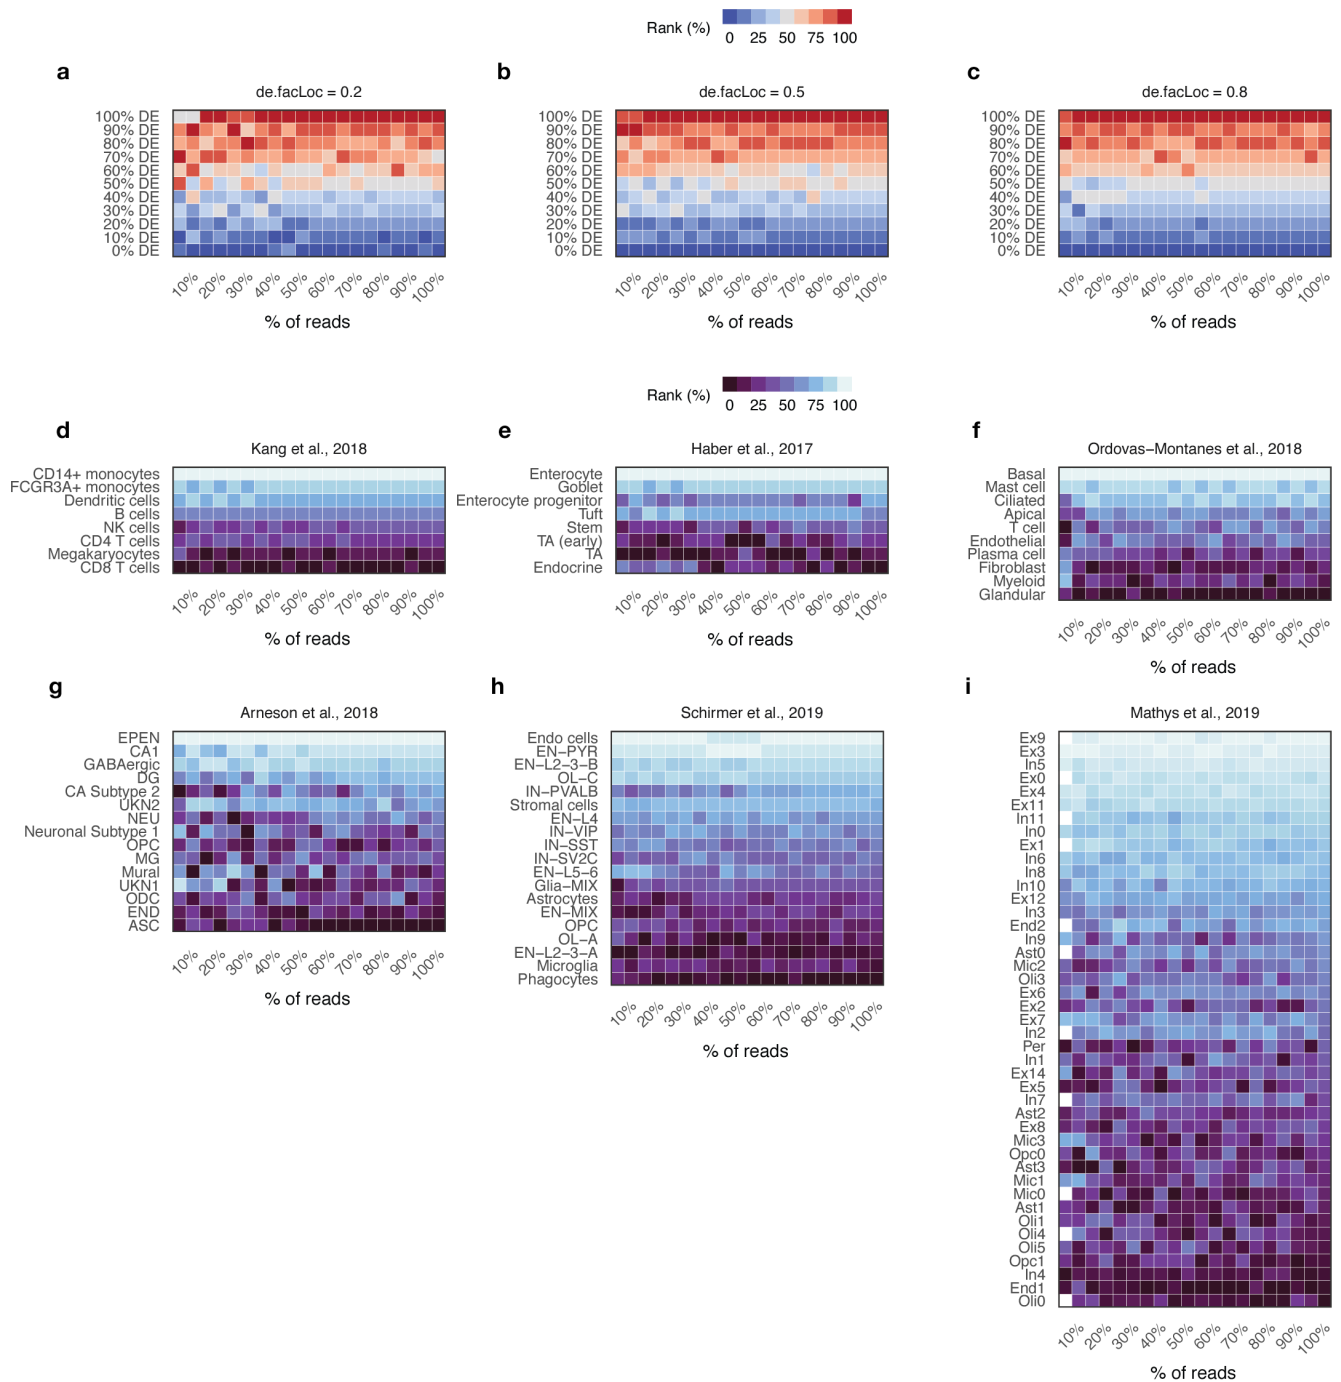 Rank (%)
0 25 50 75 100
a
b
c
de.facLoc = 0.2
de.facLoc = 0.5
de.facLoc = 0.8
100% DE
90% DE
80% DE
70% DE
60% DE
50% DE
40% DE
30% DE
20% DE
10% DE
0% DE
10% 20% 30% 40% 50% 60% 70% 80% 90% 100%
% of reads
100% DE
90% DE
80% DE
70% DE
60% DE
50% DE
40% DE
30% DE
20% DE
10% DE
0% DE
10% 20% 30% 40% 50% 60% 70% 80% 90% 100%
% of reads
100% DE
90% DE
80% DE
70% DE
60% DE
50% DE
40% DE
30% DE
20% DE
10% DE
0% DE
10% 20% 30% 40% 50% 60% 70% 80% 90% 100%
% of reads
Rank (%)
0 25 50 75 100
d
Kang et al., 2018
CD14+ monocytes
FCGR3A+ monocytes
Dendritic cells
B cells
NK cells
CD4 T cells
Megakaryocytes
CD8 T cells
10% 20% 30% 40% 50% 60% 70% 80% 90% 100%
% of reads
e
Haber et al., 2017
Enterocyte
Goblet
Enterocyte progenitor
Tuft
Stem
TA (early)
TA
Endocrine
10% 20% 30% 40% 50% 60% 70% 80% 90% 100%
% of reads
f
Ordovas−Montanes et al., 2018
Basal
Mast cell
Ciliated
Apical
T cell
Endothelial
Plasma cell
Fibroblast
Myeloid
Glandular
10% 20% 30% 40% 50% 60% 70% 80% 90% 100%
% of reads
g
Arneson et al., 2018
EPEN
CA1
GABAergic
DG
CA Subtype 2
UKN2
NEU
Neuronal Subtype 1
OPC
MG
Mural
UKN1
ODC
END
ASC
10% 20% 30% 40% 50% 60% 70% 80% 90% 100%
% of reads
h
Schirmer et al., 2019
Endo cells
EN−PYR
EN−L2−3−B
OL−C
IN−PVALB
Stromal cells
EN−L4
IN−VIP
IN−SST
IN−SV2C
EN−L5−6
Glia−MIX
Astrocytes
EN−MIX
OPC
OL−A
EN−L2−3−A
Microglia
Phagocytes
10% 20% 30% 40% 50% 60% 70% 80% 90% 100%
% of reads
i
Mathys et al., 2019
Ex9
Ex3
In5
Ex0
Ex4
Ex11
In11
In0
Ex1
In6
In8
In10
Ex12
In3
End2
In9
Ast0
Mic2
Oli3
Ex6
Ex2
Ex7
In2
Per
In1
Ex14
Ex5
In7
Ast2
Ex8
Mic3
Opc0
Ast3
Mic1
Mic0
Ast1
Oli1
Oli4
Oli5
Opc1
In4
End1
Oli0
10% 20% 30% 40% 50% 60% 70% 80% 90% 100%
% of reads